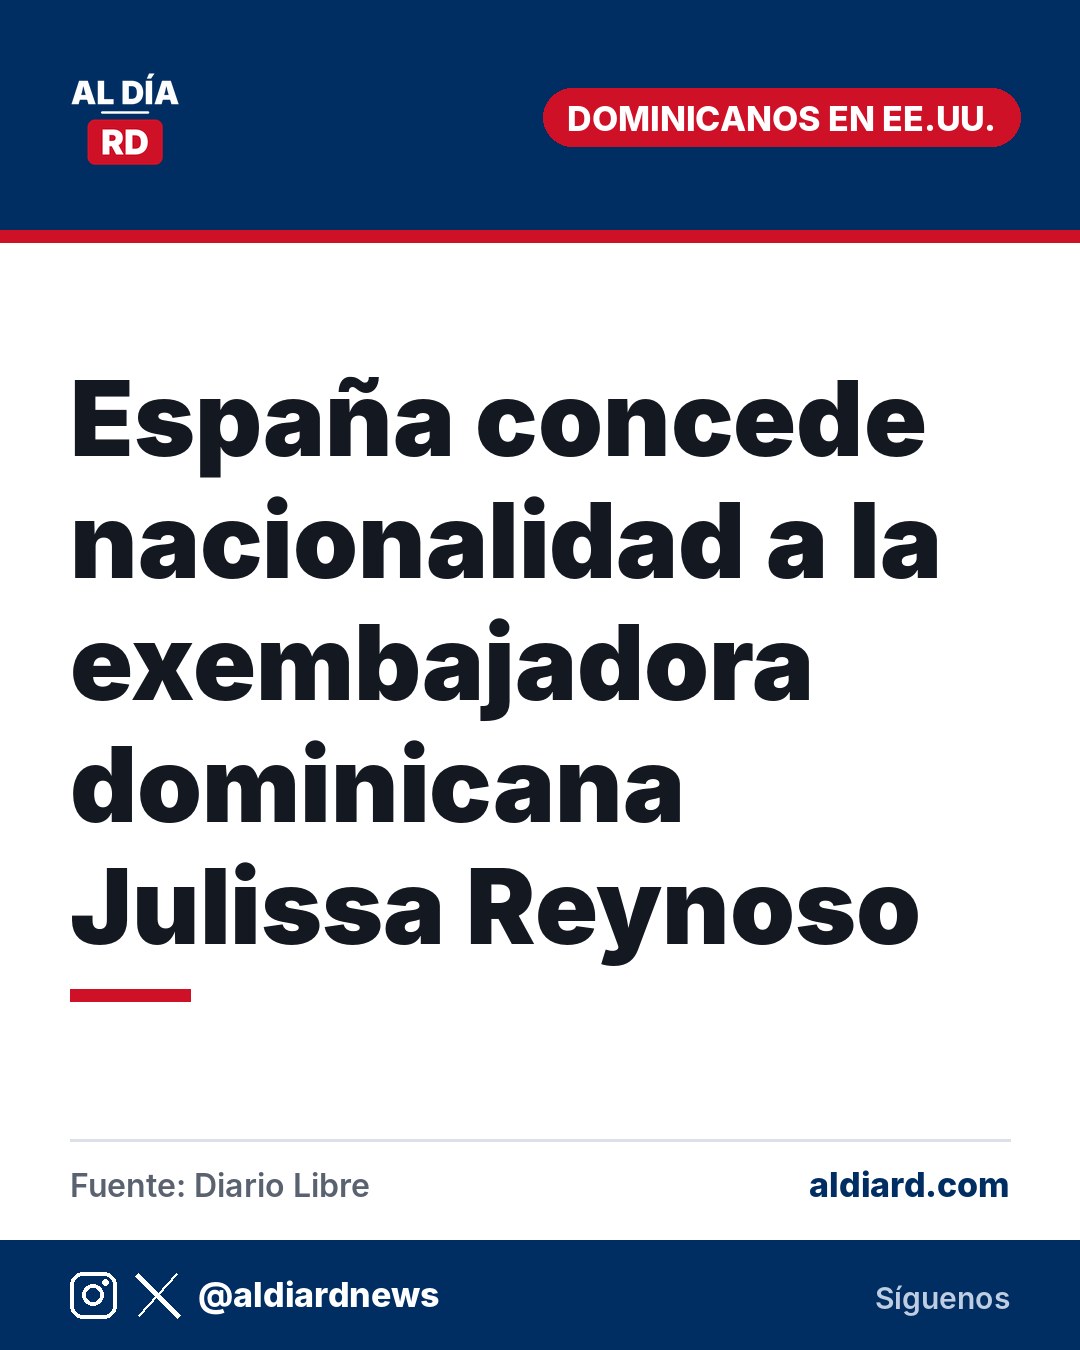 AL DÍA
RD
DOMINICANOS EN EE.UU.
España concede
nacionalidad a la
exembajadora
dominicana
Julissa Reynoso
Fuente: Diario Libre
aldiard.com
@aldiardnews
Síguenos